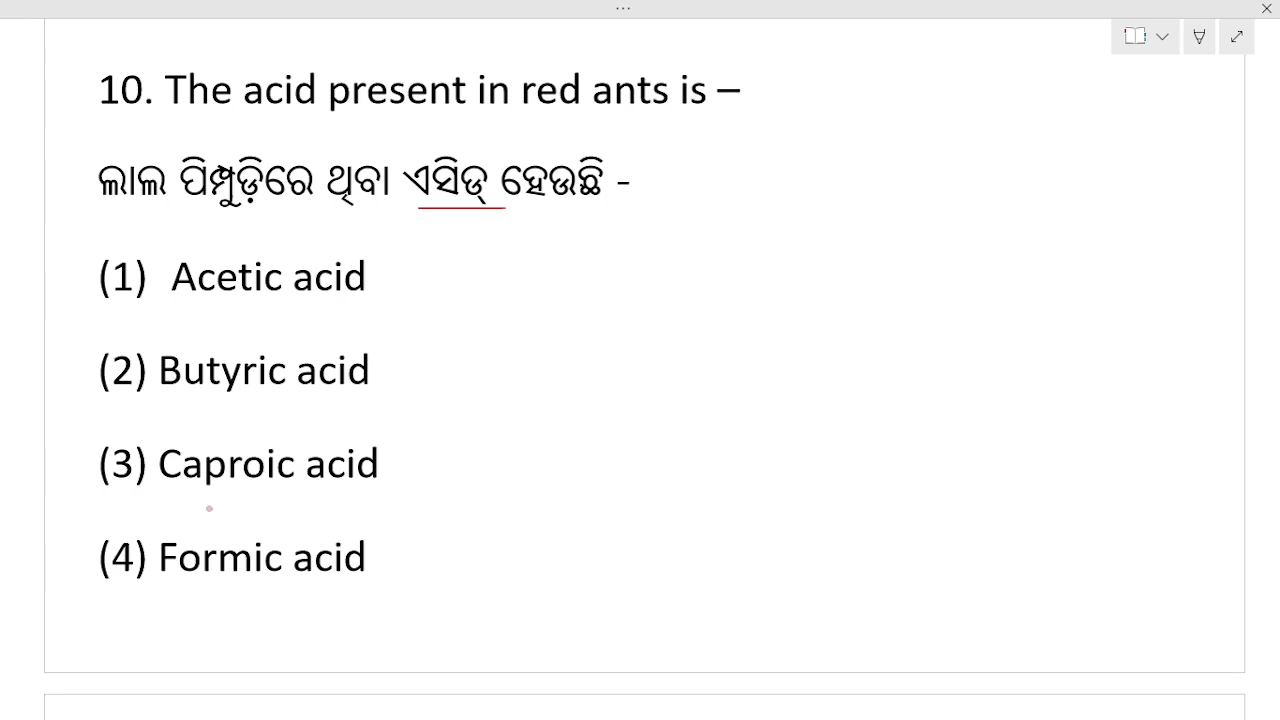 10. The acid present in red ants is –
ଲାଲ ପିମ୍ପୁଡ଼ିରେ ଥିବା ଏସିଡ୍ ହେଉଛି -
(1) Acetic acid
(2) Butyric acid
(3) Caproic acid
(4) Formic acid